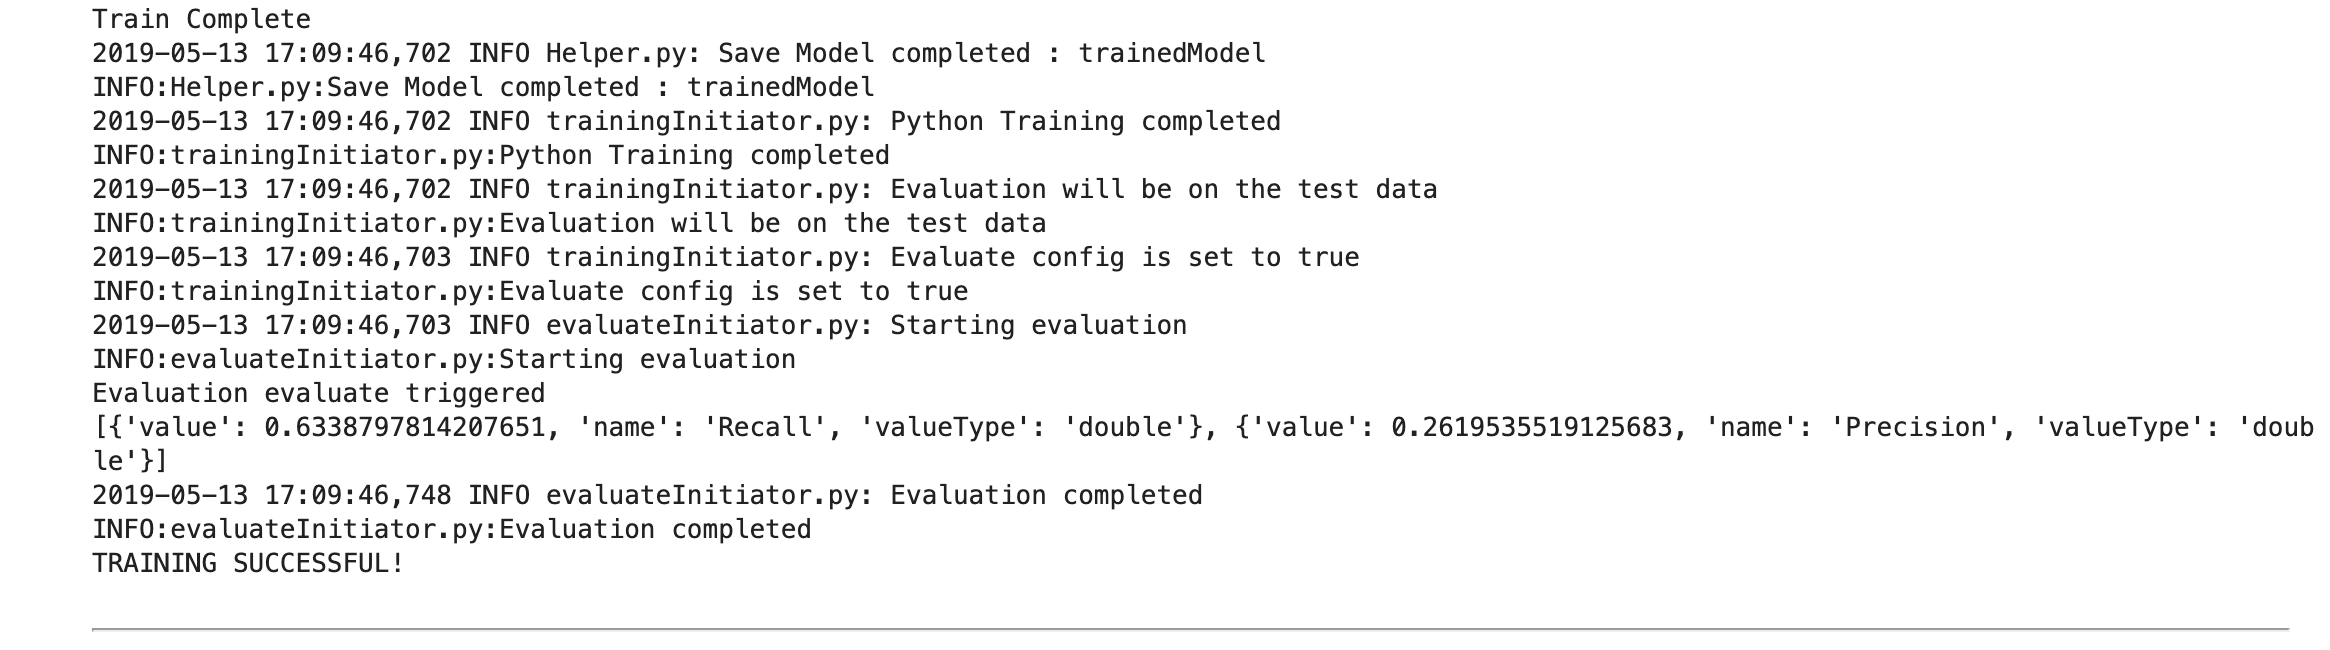 Train Complete
2019-05-13 17:09:46,702 INFO Helper.py: Save Model completed : trainedModel
INFO:Helper.py:Save Model completed : trainedModel
2019-05-13 17:09:46,702 INFO trainingInitiator.py: Python Training completed
INFO:trainingInitiator.py:Python Training completed
2019-05-13 17:09:46,702 INFO trainingInitiator.py: Evaluation will be on the test data
INFO:trainingInitiator.py:Evaluation will be on the test data
2019-05-13 17:09:46,703 INFO trainingInitiator.py: Evaluate config is set to true
INFO:trainingInitiator.py:Evaluate config is set to true
2019-05-13 17:09:46,703 INFO evaluateInitiator.py: Starting evaluation
INFO:evaluateInitiator.py:Starting evaluation
Evaluation evaluate triggered
[{'value': 0.6338797814207651, 'name': 'Recall', 'valueType': 'double'}, {'value': 0.2619535519125683, 'name': 'Precision', 'valueType': 'doub
le'}]
2019-05-13 17:09:46,748 INFO evaluateInitiator.py: Evaluation completed
INFO:evaluateInitiator.py:Evaluation completed
TRAINING SUCCESSFUL!